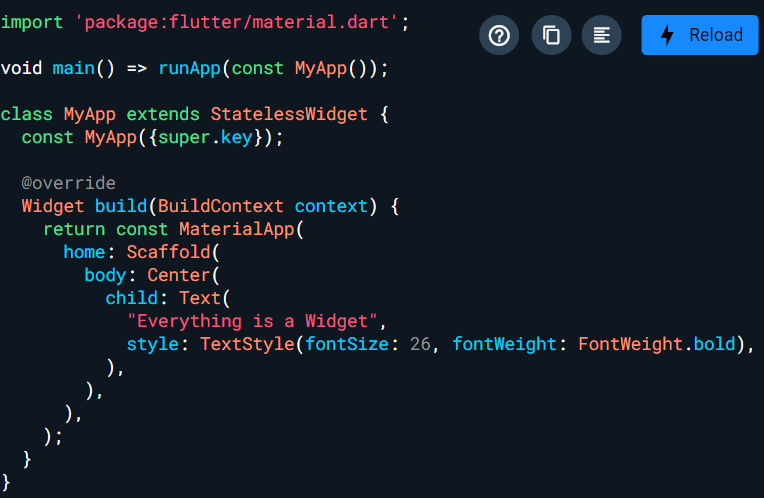 import 'package:flutter/material.dart';
Reload
void main() => runApp(const MyApp());
class MyApp extends StatelessWidget {
  const MyApp({super.key});
  @override
  Widget build(BuildContext context) {
    return const MaterialApp(
      home: Scaffold(
        body: Center(
          child: Text(
            "Everything is a Widget",
            style: TextStyle(fontSize: 26, fontWeight: FontWeight.bold),
          ),
        ),
      ),
    );
  }
}